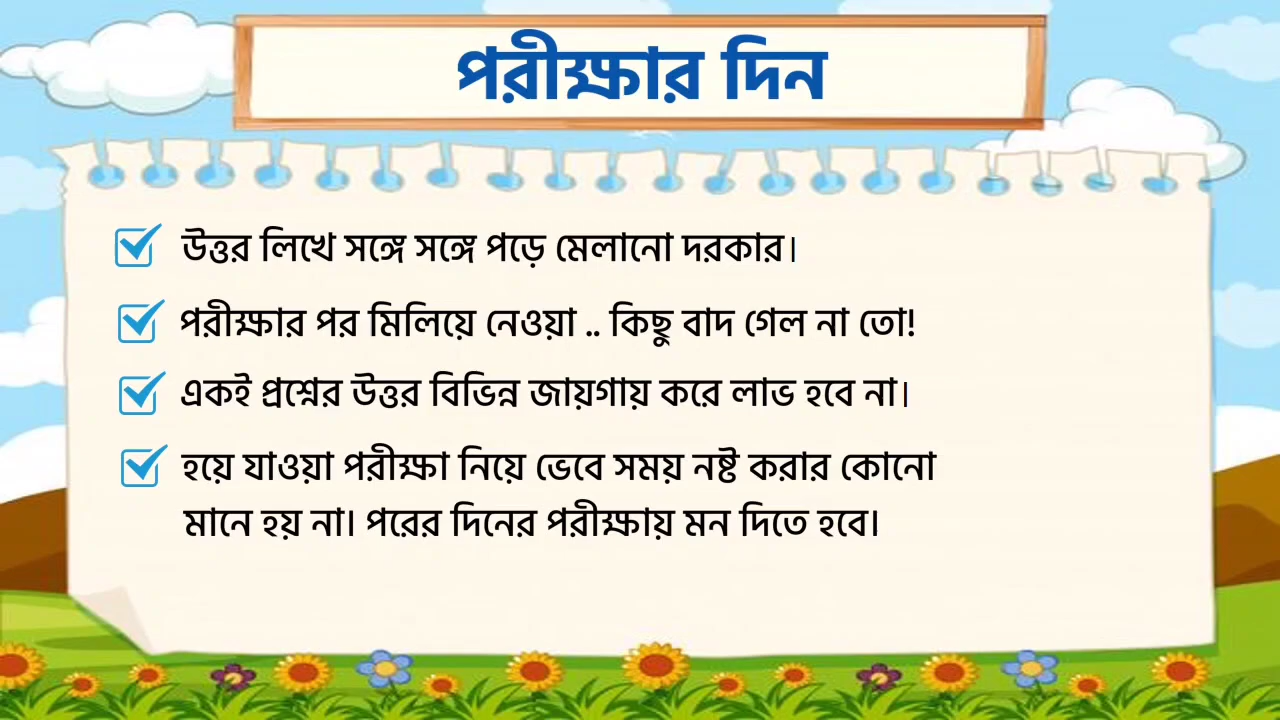 পরীক্ষার দিন
উত্তর লিখে সঙ্গে সঙ্গে পড়ে মেলানো দরকার।
পরীক্ষার পর মিলিয়ে নেওয়া .. কিছু বাদ গেল না তো!
একই প্রশ্নের উত্তর বিভিন্ন জায়গায় করে লাভ হবে না।
হয়ে যাওয়া পরীক্ষা নিয়ে ভেবে সময় নষ্ট করার কোনো
মানে হয় না। পরের দিনের পরীক্ষায় মন দিতে হবে।